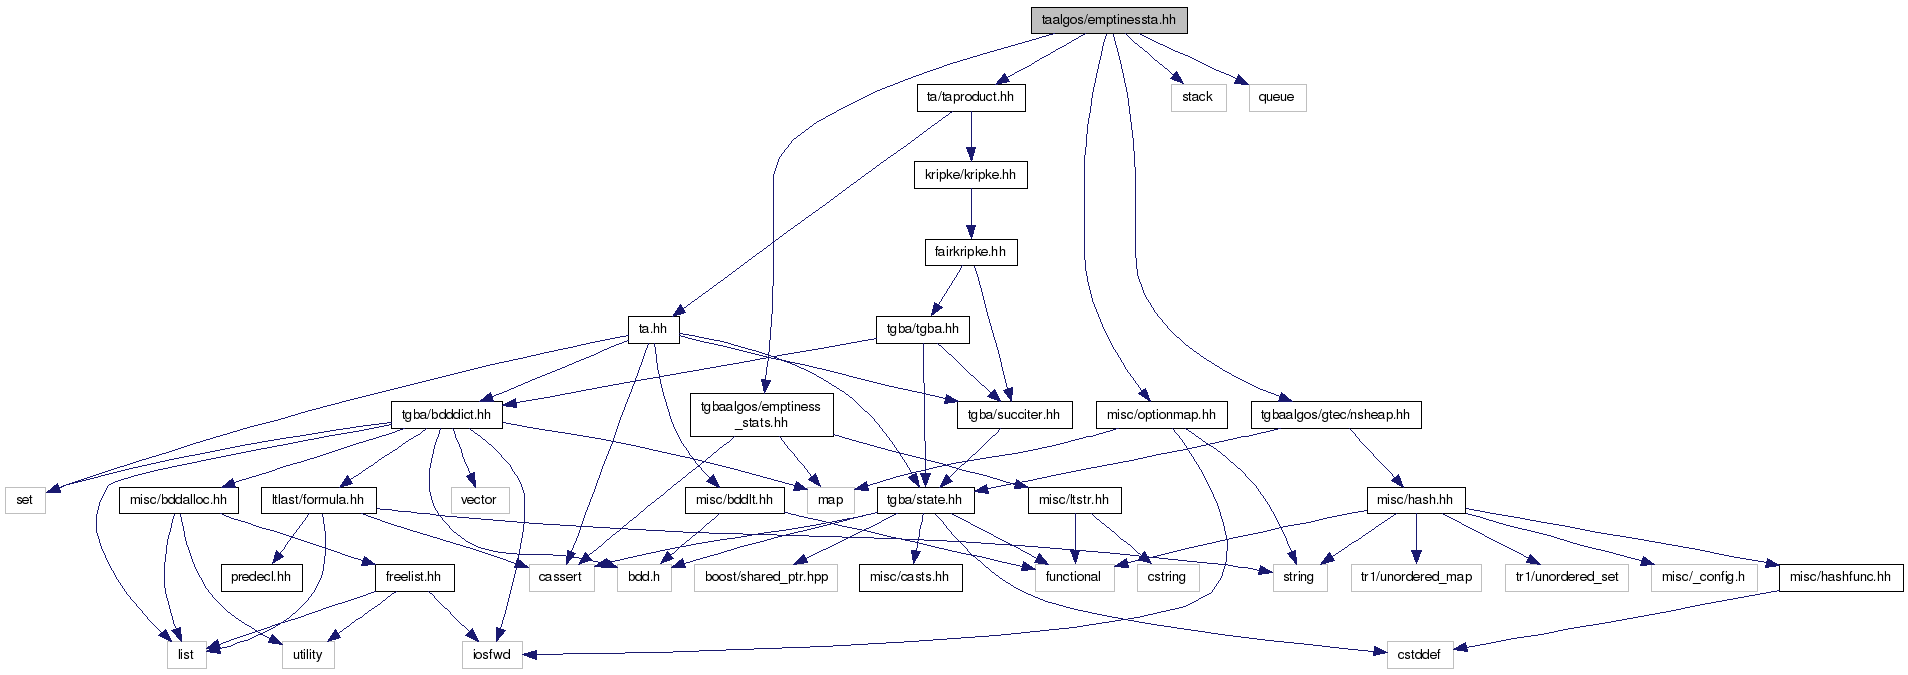 taalgos/emptinessta.hh
ta/taproduct.hh
stack
queue
kripke/kripke.hh
fairkripke.hh
ta.hh
tgba/tgba.hh
tgba/bdddict.hh
tgbaalgos/emptiness
_stats.hh
tgba/succiter.hh
misc/optionmap.hh
tgbaalgos/gtec/nsheap.hh
set
misc/bddalloc.hh
ltlast/formula.hh
vector
misc/bddlt.hh
map
tgba/state.hh
misc/ltstr.hh
misc/hash.hh
predecl.hh
freelist.hh
cassert
bdd.h
boost/shared_ptr.hpp
misc/casts.hh
functional
cstring
string
tr1/unordered_map
tr1/unordered_set
misc/_config.h
misc/hashfunc.hh
list
utility
iosfwd
cstddef